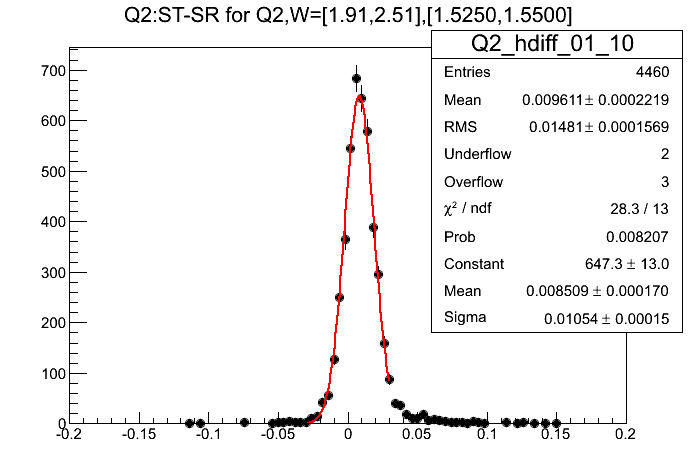 Q2:ST-SR for Q2,W=[1.91,2.51],[1.5250,1.5500]
Q2_hdiff_01_10
Entries 4460
Mean 0.009611± 0.0002219
RMS 0.01481± 0.0001569
Underflow 2
Overflow 3
χ² / ndf 28.3 / 13
Prob 0.008207
Constant 647.3 ± 13.0
Mean 0.008509 ± 0.000170
Sigma 0.01054 ± 0.00015
700
600
500
400
300
200
100
0
-0.2 -0.15 -0.1 -0.05 0 0.05 0.1 0.15 0.2